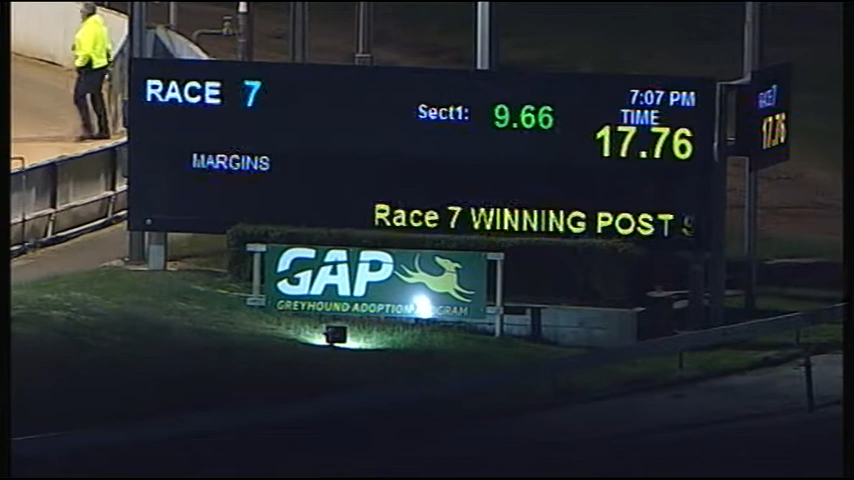 RACE 7
Sect1: 9.66
7:07 PM
TIME
17.76
MARGINS
Race 7 WINNING POST
GAP
GREYHOUND ADOPTION PROGRAM
RACE 7
17.76